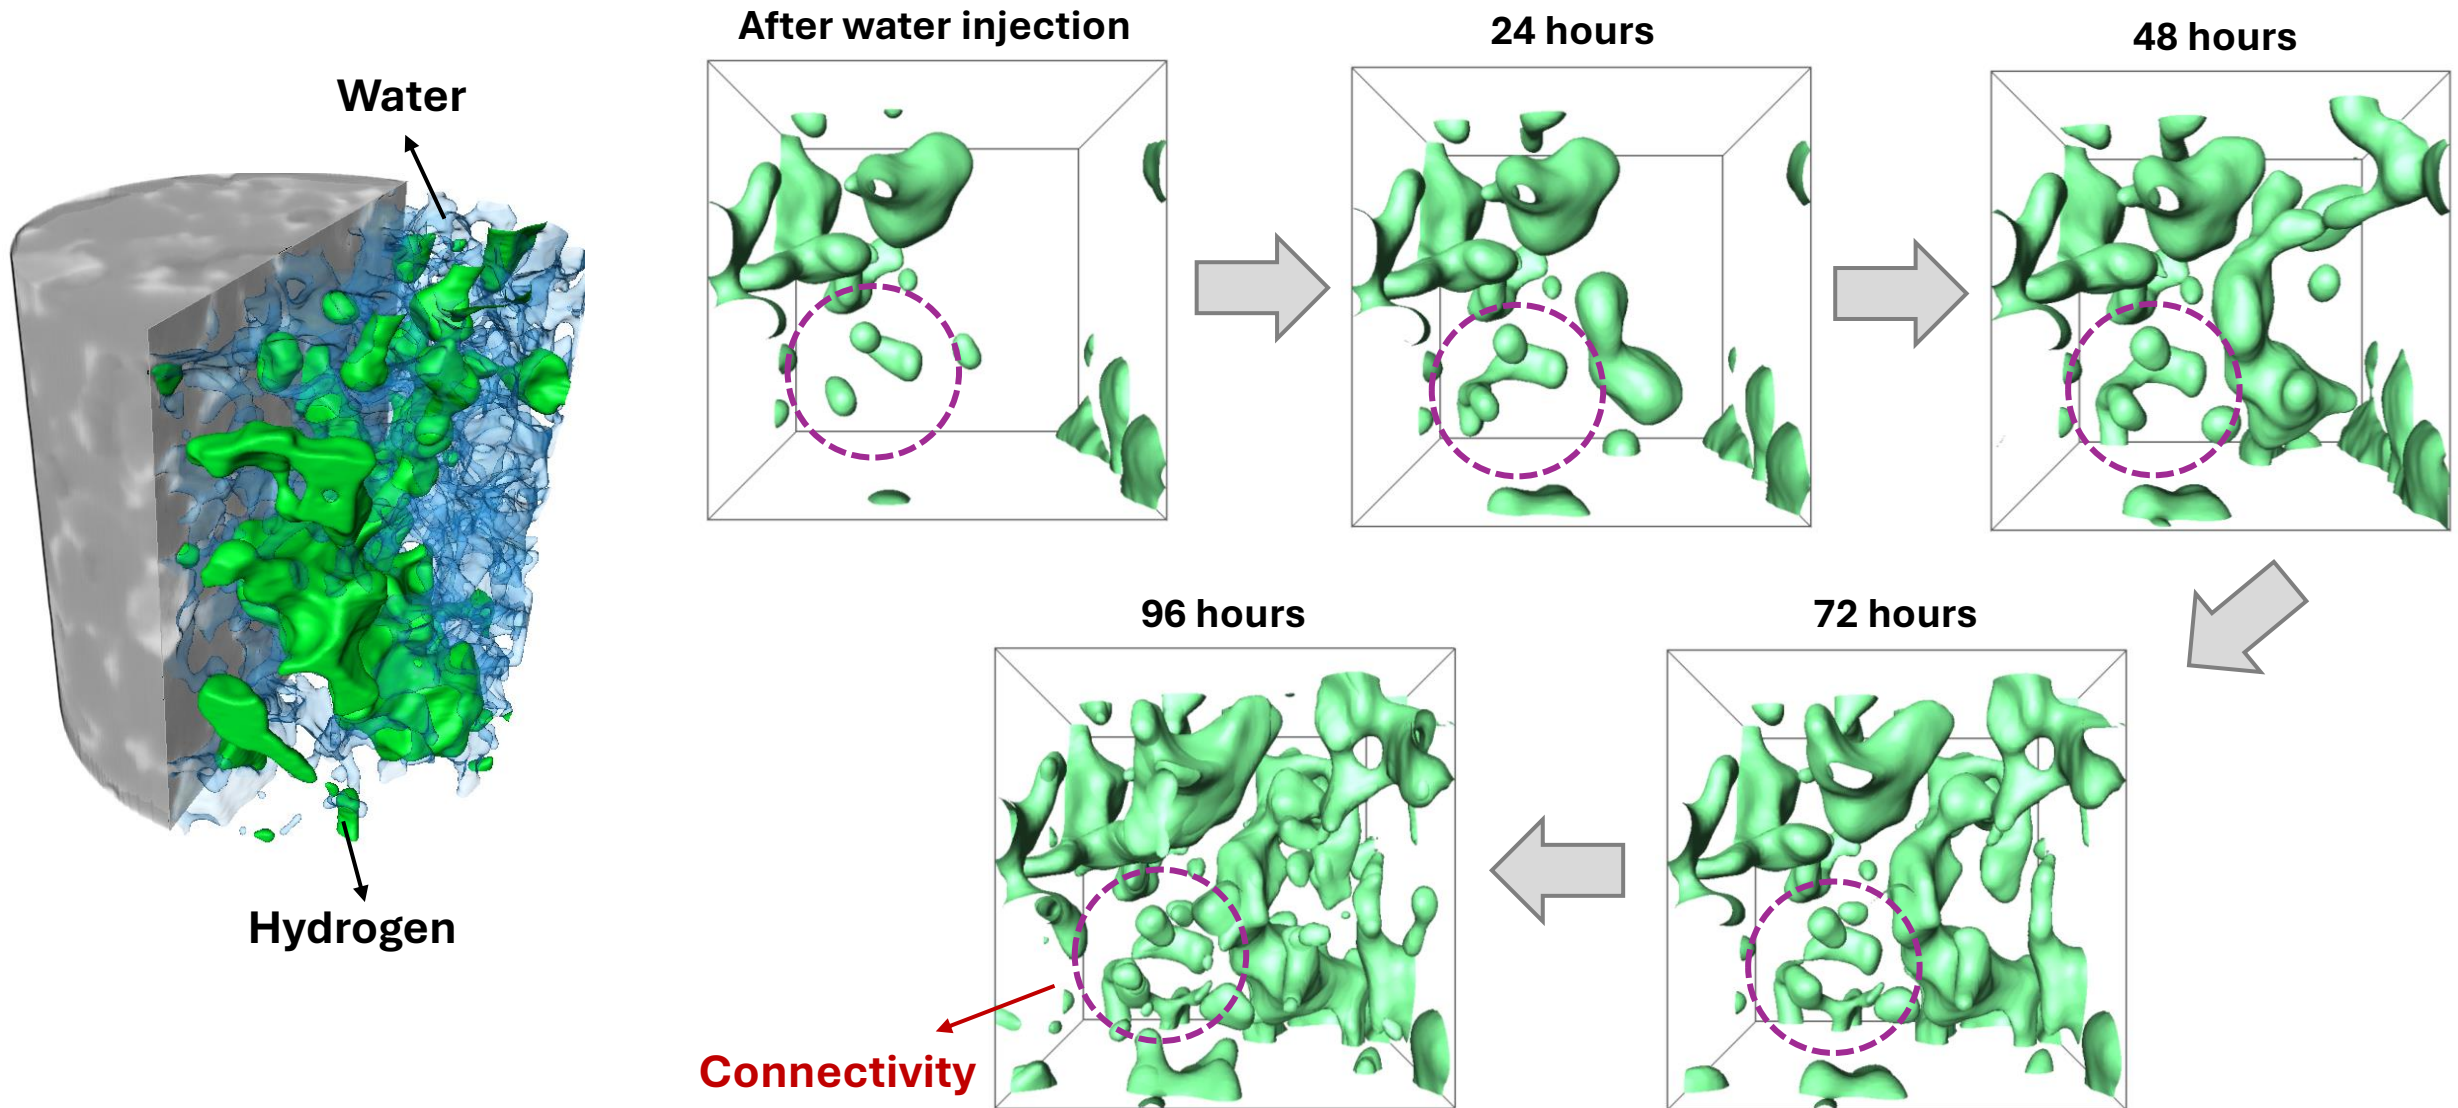 Water
Hydrogen
After water injection
24 hours
48 hours
72 hours
96 hours
Connectivity